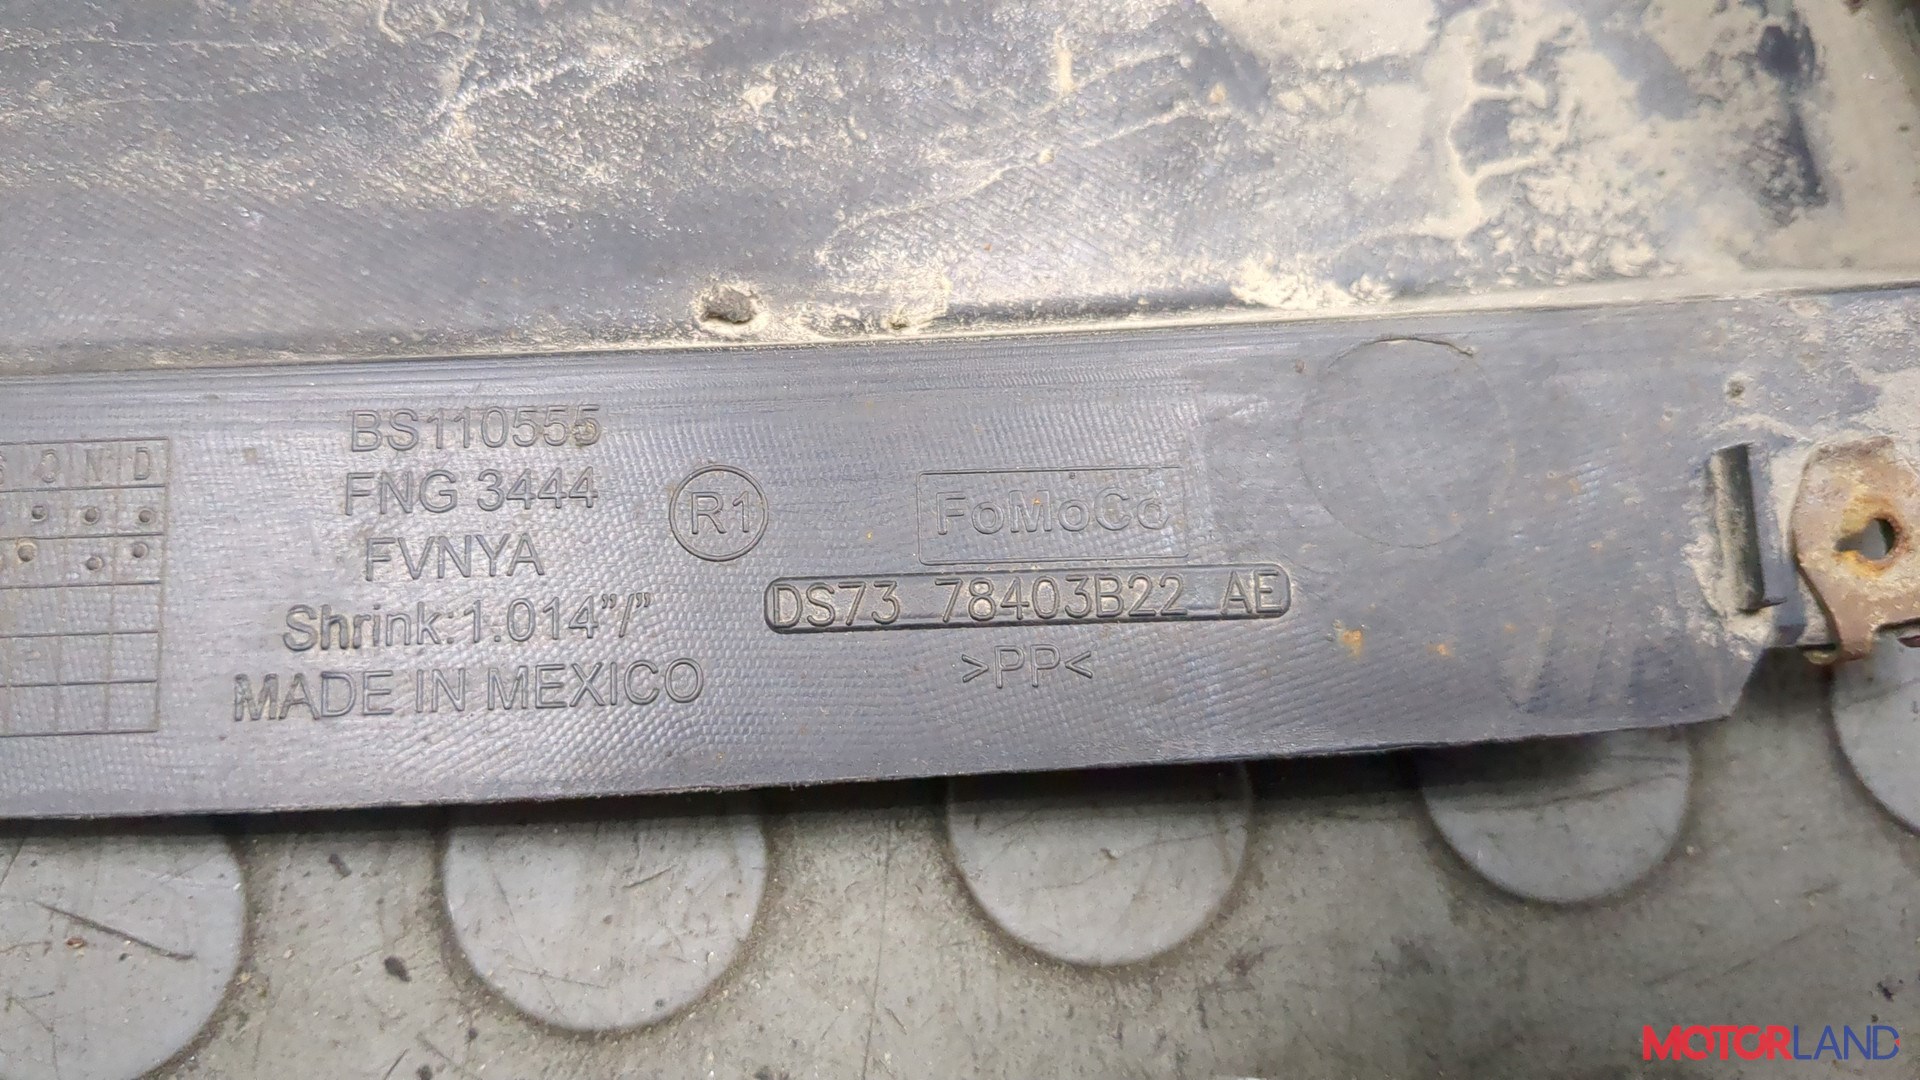 O N D
BS110555
FNG 3444
FVNYA
Shrink:1.014”/”
MADE IN MEXICO
R1
FoMoCo
DS73 78403B22 AE
>PP<
MOTORLAND